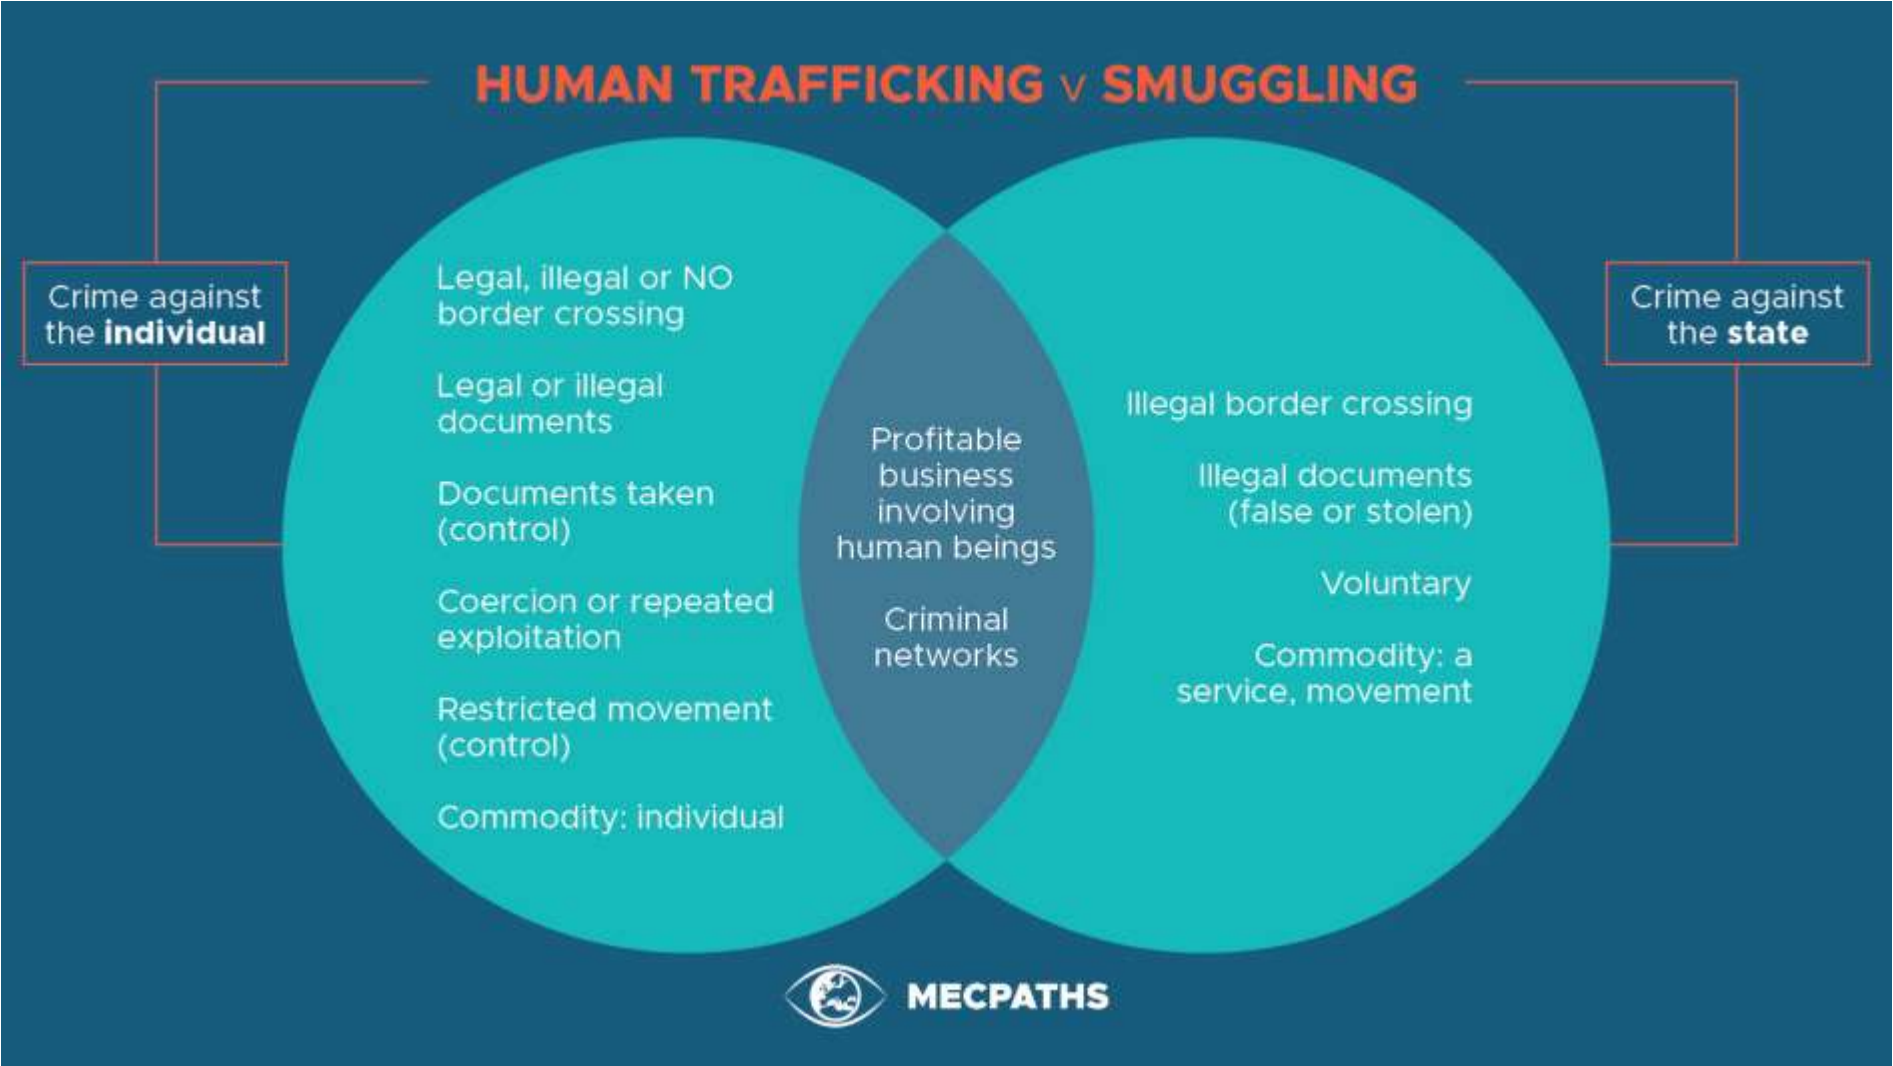 HUMAN TRAFFICKING v SMUGGLING
Crime against
the individual
Legal, illegal or NO
border crossing
Legal or illegal
documents
Documents taken
(control)
Coercion or repeated
exploitation
Restricted movement
(control)
Commodity: individual
Profitable
business
involving
human beings
Criminal
networks
Illegal border crossing
Illegal documents
(false or stolen)
Voluntary
Commodity: a
service, movement
Crime against
the state
MECPATHS